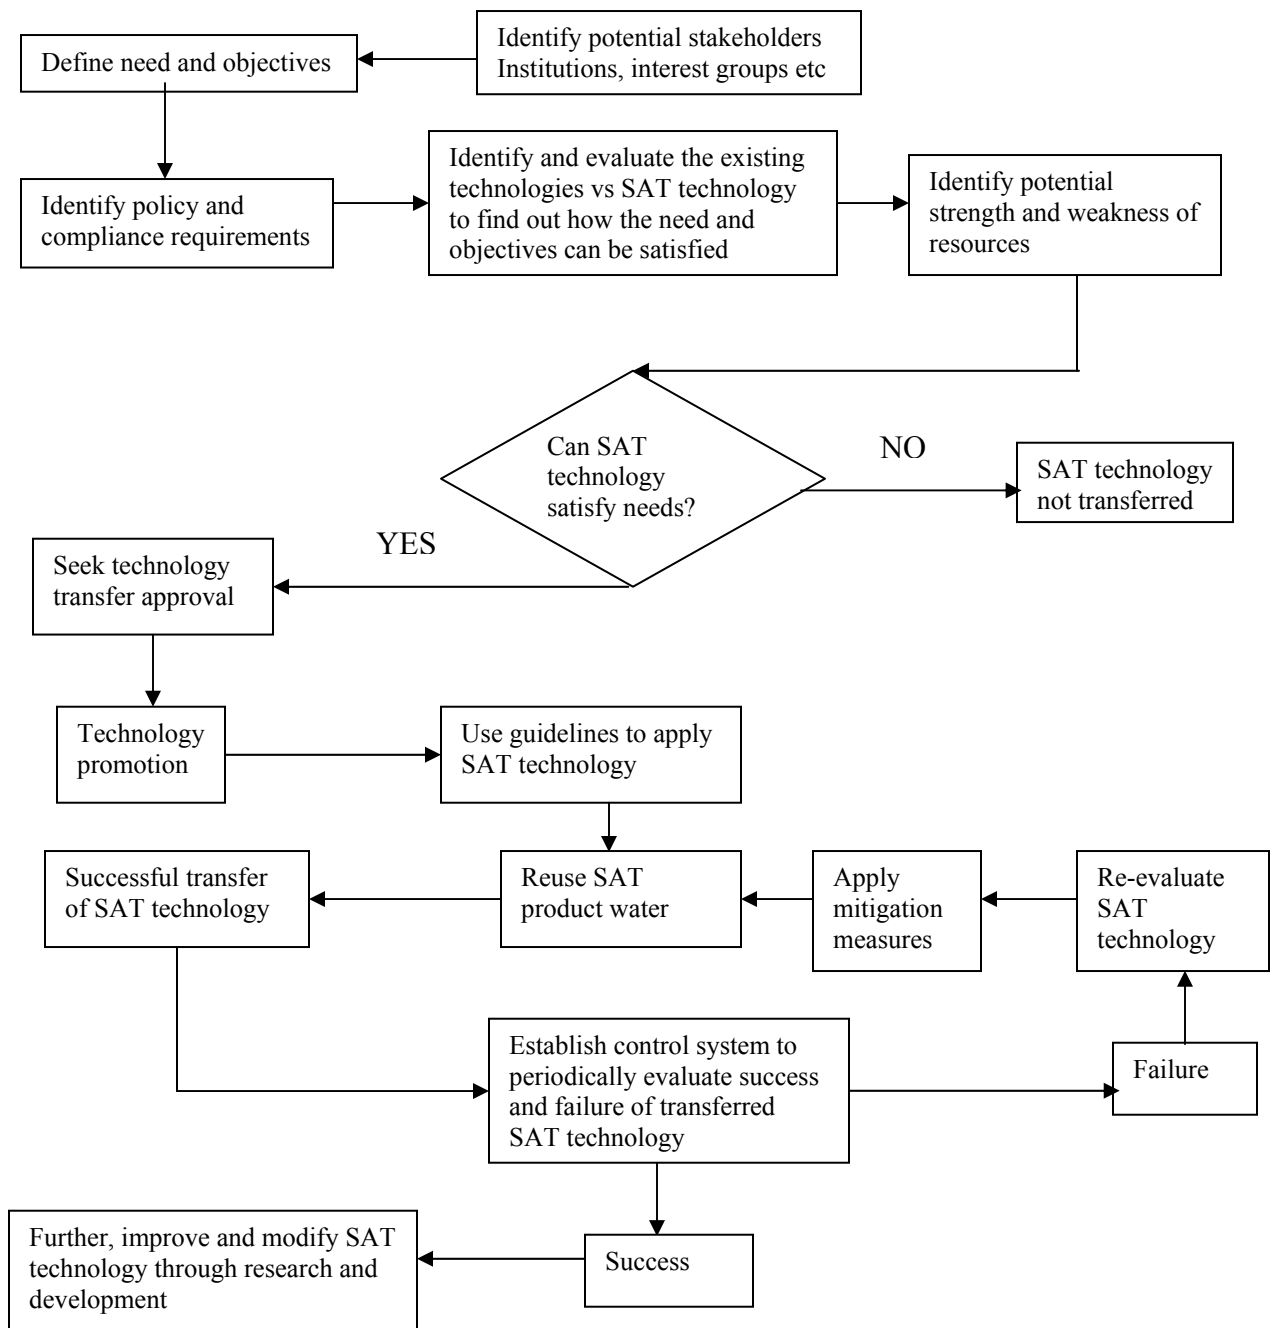 Identify potential stakeholders
Institutions, interest groups etc
Define need and objectives
Identify and evaluate the existing
technologies vs SAT technology
to find out how the need and
objectives can be satisfied
Identify policy and
compliance requirements
Identify potential
strength and weakness of
resources
Can SAT
technology
satisfy needs?
NO
SAT technology
not transferred
YES
Seek technology
transfer approval
Technology
promotion
Use guidelines to apply
SAT technology
Successful transfer
of SAT technology
Reuse SAT
product water
Apply
mitigation
measures
Re-evaluate
SAT
technology
Establish control system to
periodically evaluate success
and failure of transferred
SAT technology
Failure
Further, improve and modify SAT
technology through research and
development
Success